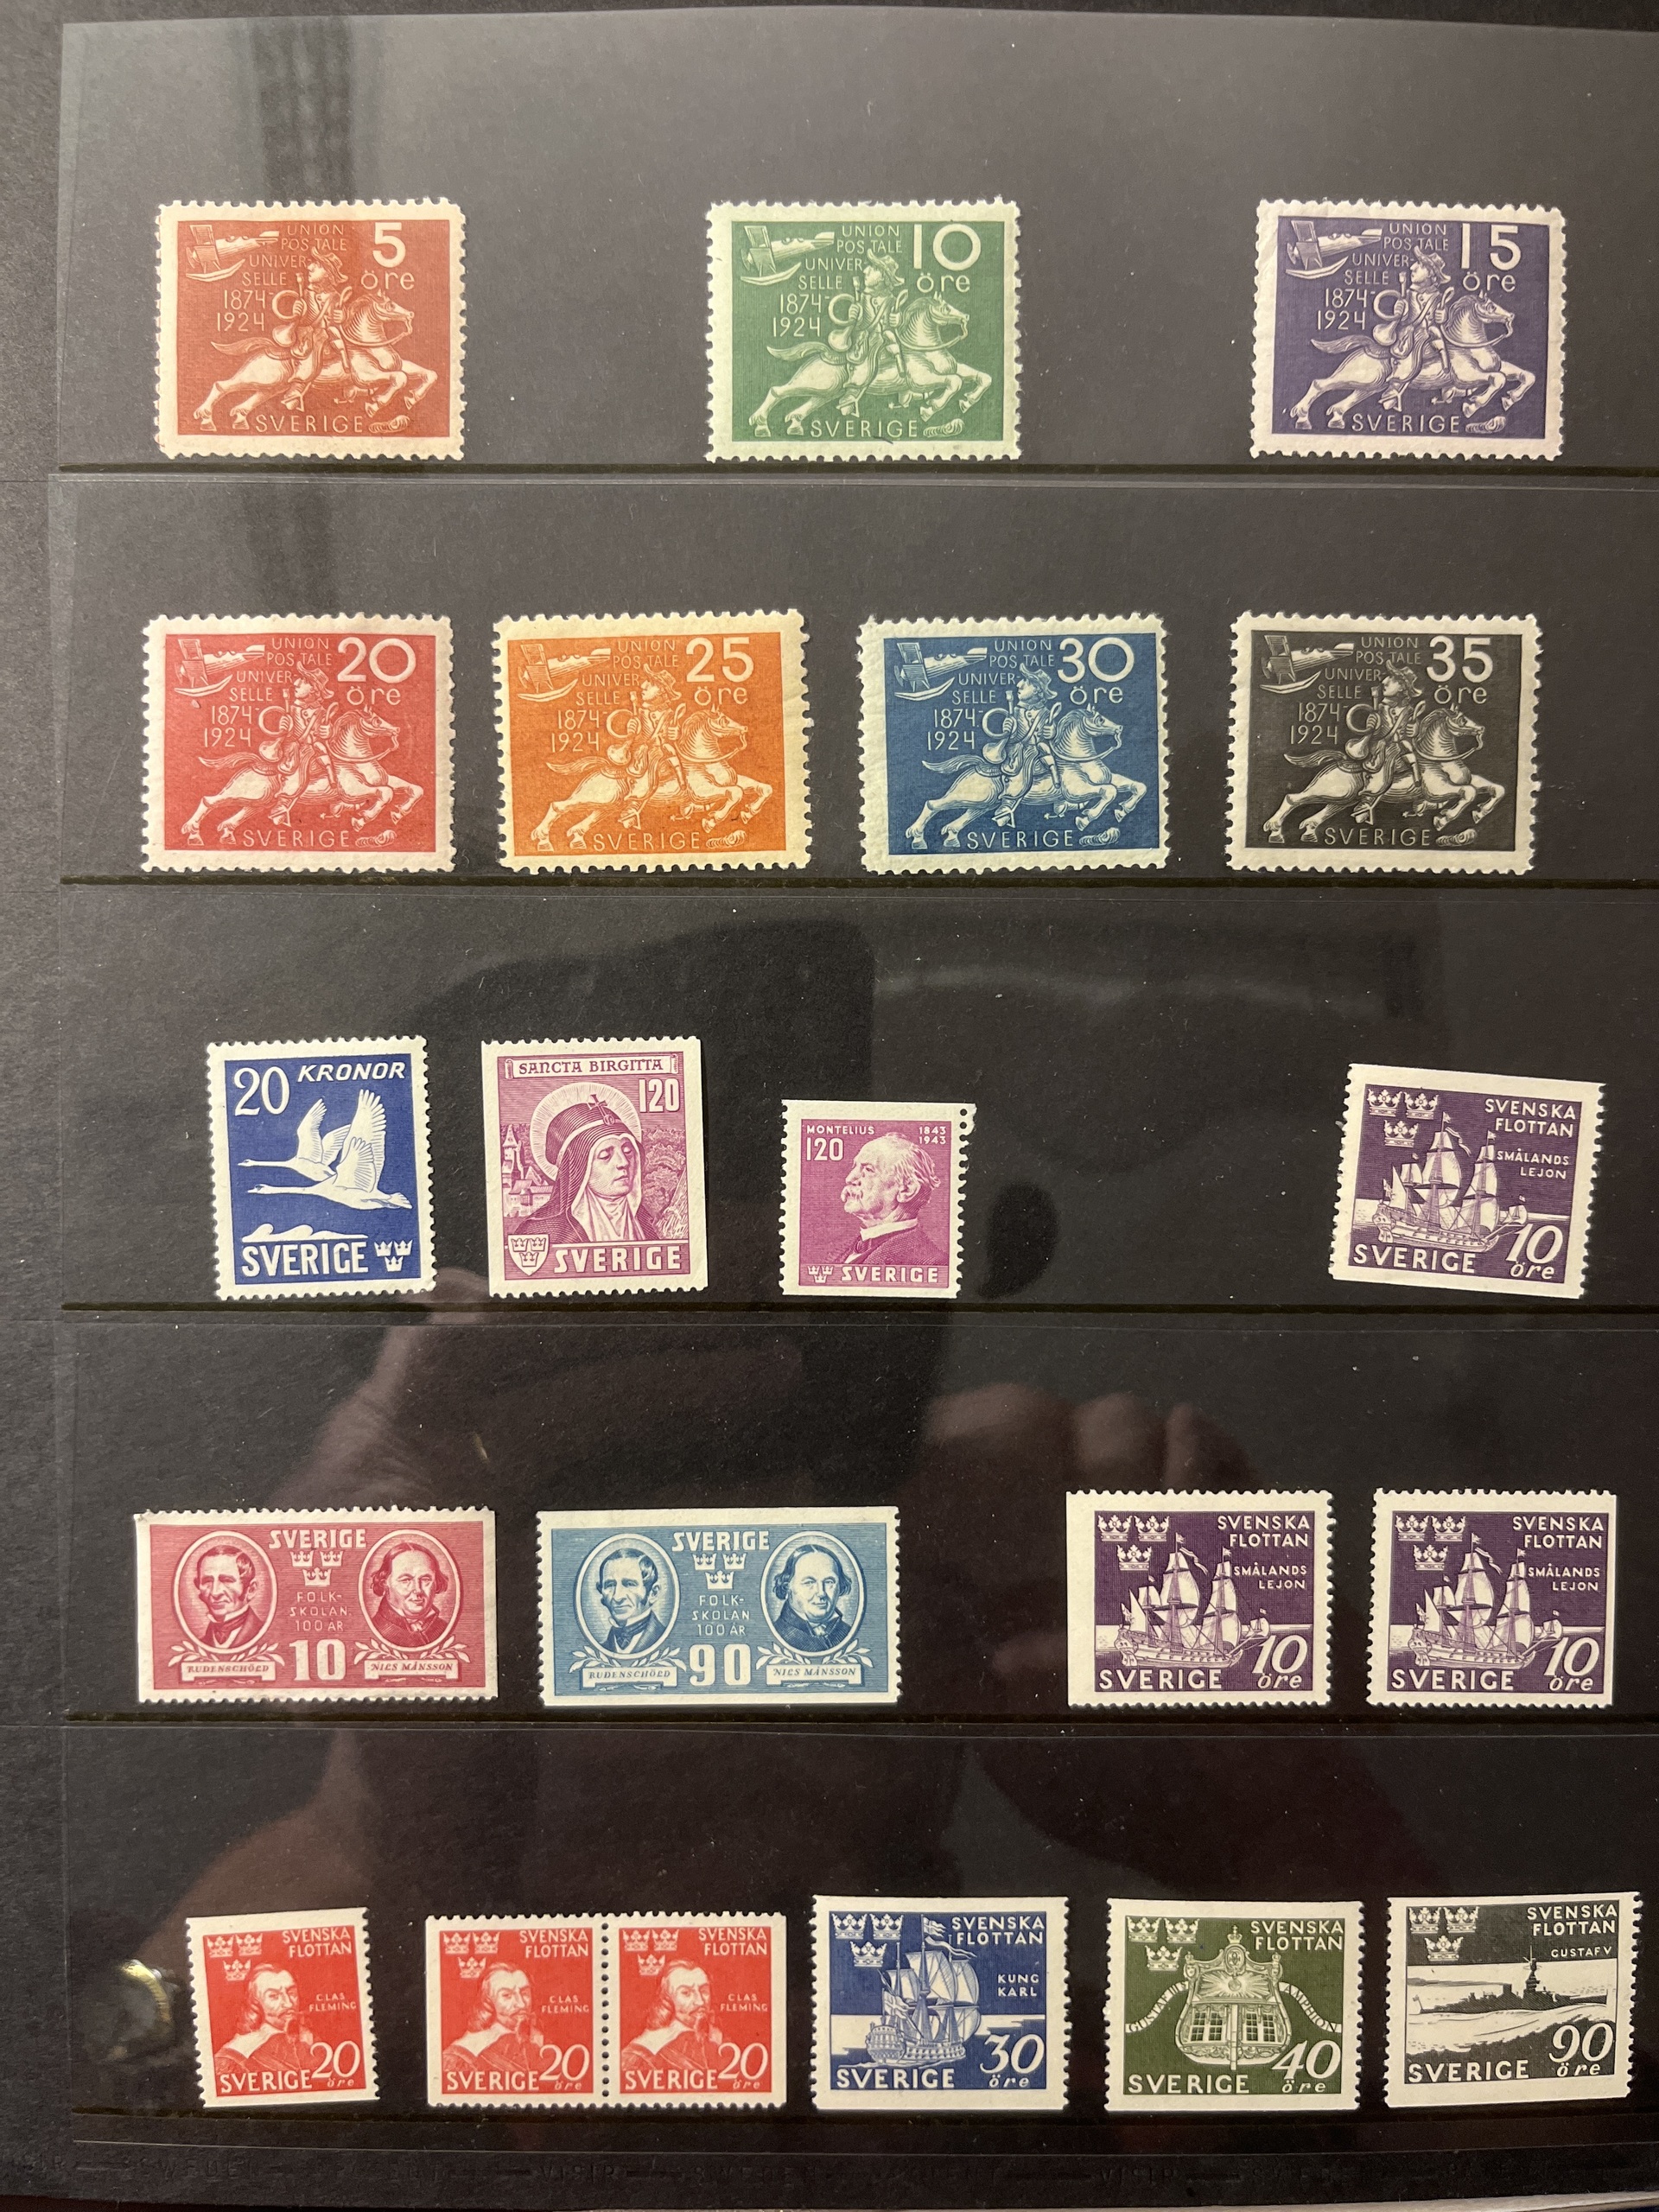 UNION
POSTALE
UNIVER
SELLE
1874-
1924
5
öre
SVERIGE
UNION
POSTALE
UNIVER
SELLE
1874-
1924
10
öre
SVERIGE
UNION
POSTALE
UNIVER
SELLE
1874-
1924
15
öre
SVERIGE
UNION
POSTALE
UNIVER
SELLE
1874-
1924
20
öre
SVERIGE
UNION
POSTALE
UNIVER
SELLE
1874-
1924
25
öre
SVERIGE
UNION
POSTALE
UNIVER
SELLE
1874-
1924
30
öre
SVERIGE
UNION
POSTALE
UNIVER
SELLE
1874-
1924
35
öre
SVERIGE
20 KRONOR
SVERIGE
SANCTA BIRGITTA
120
SVERIGE
MONTELIUS 1843
120 1943
SVERIGE
SVENSKA
FLOTTAN
SMÅLANDS
LEJON
SVERIGE 10
öre
SVERIGE
FOLK-
SKOLAN
100 ÅR
RUDENSCHÖLD 10 NILS MÅNSSON
SVERIGE
FOLK-
SKOLAN
100 ÅR
RUDENSCHÖLD 90 NILS MÅNSSON
SVENSKA
FLOTTAN
SMÅLANDS
LEJON
SVERIGE 10
öre
SVENSKA
FLOTTAN
SMÅLANDS
LEJON
SVERIGE 10
öre
SVENSKA
FLOTTAN
CLAS
FLEMING
SVERIGE 20
öre
SVENSKA
FLOTTAN
CLAS
FLEMING
SVERIGE 20
öre
SVENSKA
FLOTTAN
CLAS
FLEMING
SVERIGE 20
öre
SVENSKA
FLOTTAN
KUNG
KARL
SVERIGE 30
öre
SVENSKA
FLOTTAN
GUSTAF III:S AMPHION
SVERIGE 40
öre
SVENSKA
FLOTTAN
GUSTAF V
SVERIGE 90
öre